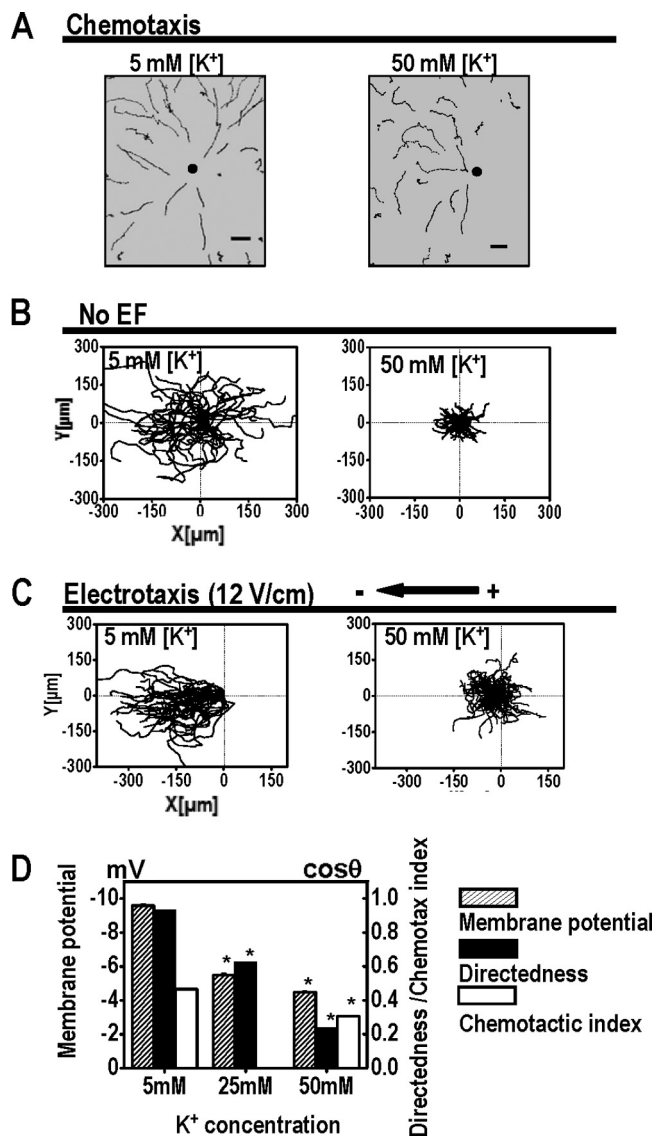 A Chemotaxis
5 mM [K⁺] 50 mM [K⁺]
B No EF
300 300
5 mM [K⁺] 50 mM [K⁺]
150 150
Y[µm]
0 0
-150 -150
-300 -300
-300 -150 0 150 300 -300 -150 0 150 300
X[µm]
C Electrotaxis (12 V/cm) - +
300 300
5 mM [K⁺] 50 mM [K⁺]
150 150
Y[µm]
0 0
-150 -150
-300 -300
-300 -150 0 150 -300 -150 0 150
X[µm]
D mV cosθ
-10 1.0
-8 0.8
-6 0.6
-4 0.4
-2 0.2
0 0.0
* * * * *
Membrane potential
Directedness /Chemotax index
5mM 25mM 50mM
K⁺ concentration
Membrane potential
Directedness
Chemotactic index